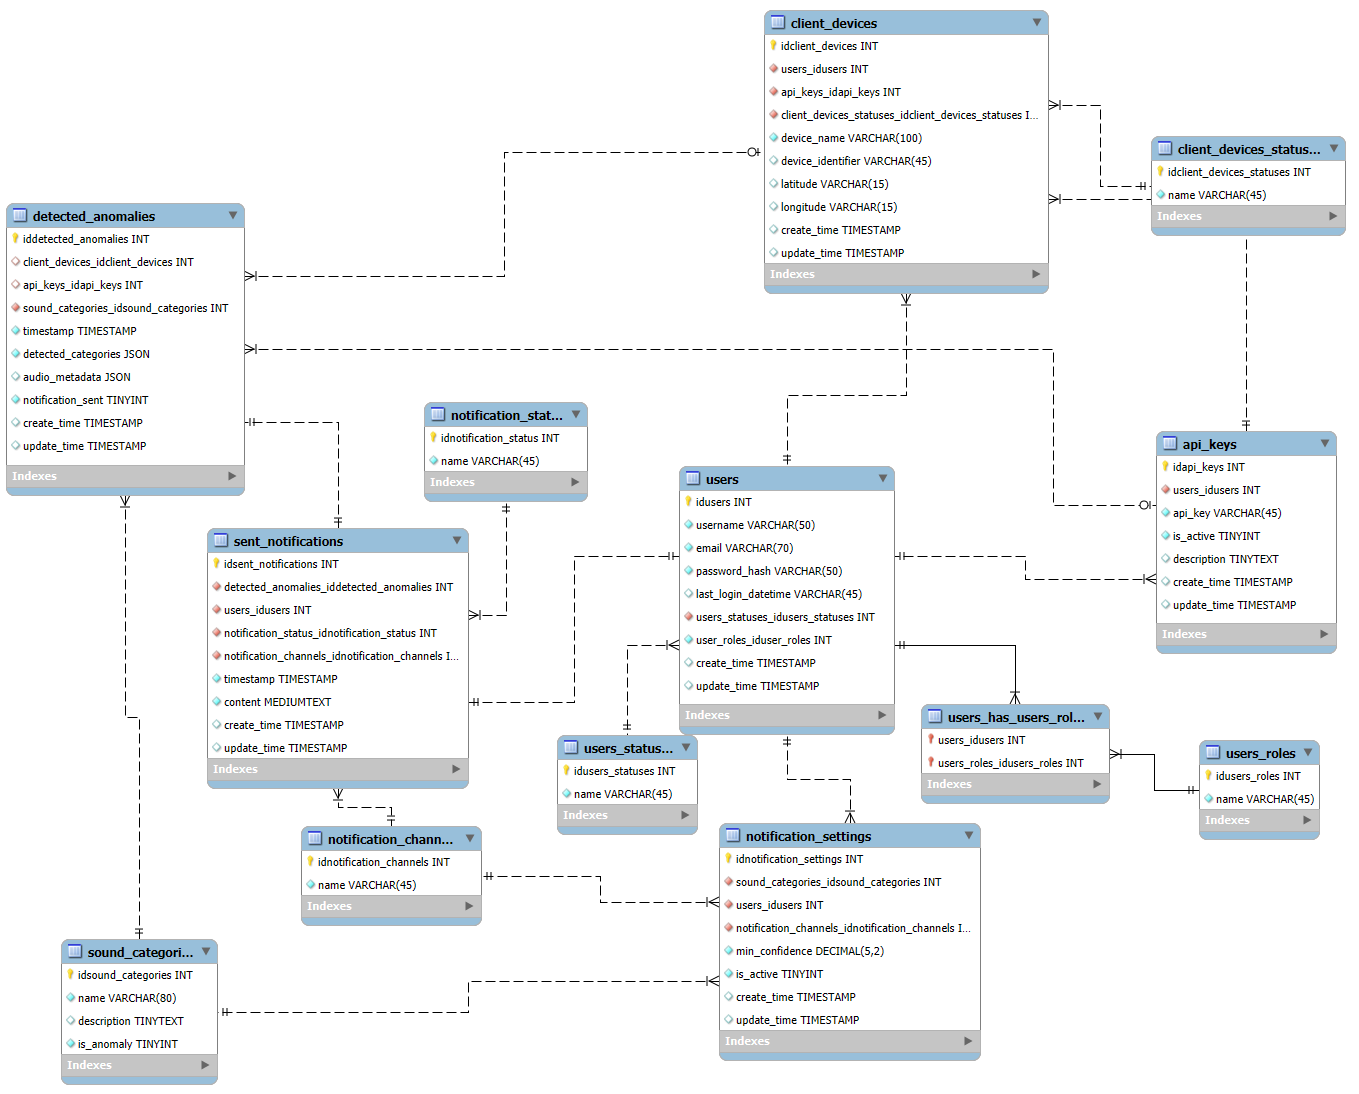 client_devices
idclient_devices INT
users_idusers INT
api_keys_idapi_keys INT
client_devices_statuses_idclient_devices_statuses I...
device_name VARCHAR(100)
device_identifier VARCHAR(45)
latitude VARCHAR(15)
longitude VARCHAR(15)
create_time TIMESTAMP
update_time TIMESTAMP
Indexes
client_devices_status...
idclient_devices_statuses INT
name VARCHAR(45)
Indexes
detected_anomalies
iddetected_anomalies INT
client_devices_idclient_devices INT
api_keys_idapi_keys INT
sound_categories_idsound_categories INT
timestamp TIMESTAMP
detected_categories JSON
audio_metadata JSON
notification_sent TINYINT
create_time TIMESTAMP
update_time TIMESTAMP
Indexes
notification_stat...
idnotification_status INT
name VARCHAR(45)
Indexes
api_keys
idapi_keys INT
users_idusers INT
api_key VARCHAR(45)
is_active TINYINT
description TINYTEXT
create_time TIMESTAMP
update_time TIMESTAMP
Indexes
users
idusers INT
username VARCHAR(50)
email VARCHAR(70)
password_hash VARCHAR(50)
last_login_datetime VARCHAR(45)
users_statuses_idusers_statuses INT
user_roles_iduser_roles INT
create_time TIMESTAMP
update_time TIMESTAMP
Indexes
sent_notifications
idsent_notifications INT
detected_anomalies_iddetected_anomalies INT
users_idusers INT
notification_status_idnotification_status INT
notification_channels_idnotification_channels I...
timestamp TIMESTAMP
content MEDIUMTEXT
create_time TIMESTAMP
update_time TIMESTAMP
Indexes
users_has_users_rol...
users_idusers INT
users_roles_idusers_roles INT
Indexes
users_status...
idusers_statuses INT
name VARCHAR(45)
Indexes
users_roles
idusers_roles INT
name VARCHAR(45)
Indexes
notification_chann...
idnotification_channels INT
name VARCHAR(45)
Indexes
notification_settings
idnotification_settings INT
sound_categories_idsound_categories INT
users_idusers INT
notification_channels_idnotification_channels I...
min_confidence DECIMAL(5,2)
is_active TINYINT
create_time TIMESTAMP
update_time TIMESTAMP
Indexes
sound_categori...
idsound_categories INT
name VARCHAR(80)
description TINYTEXT
is_anomaly TINYINT
Indexes